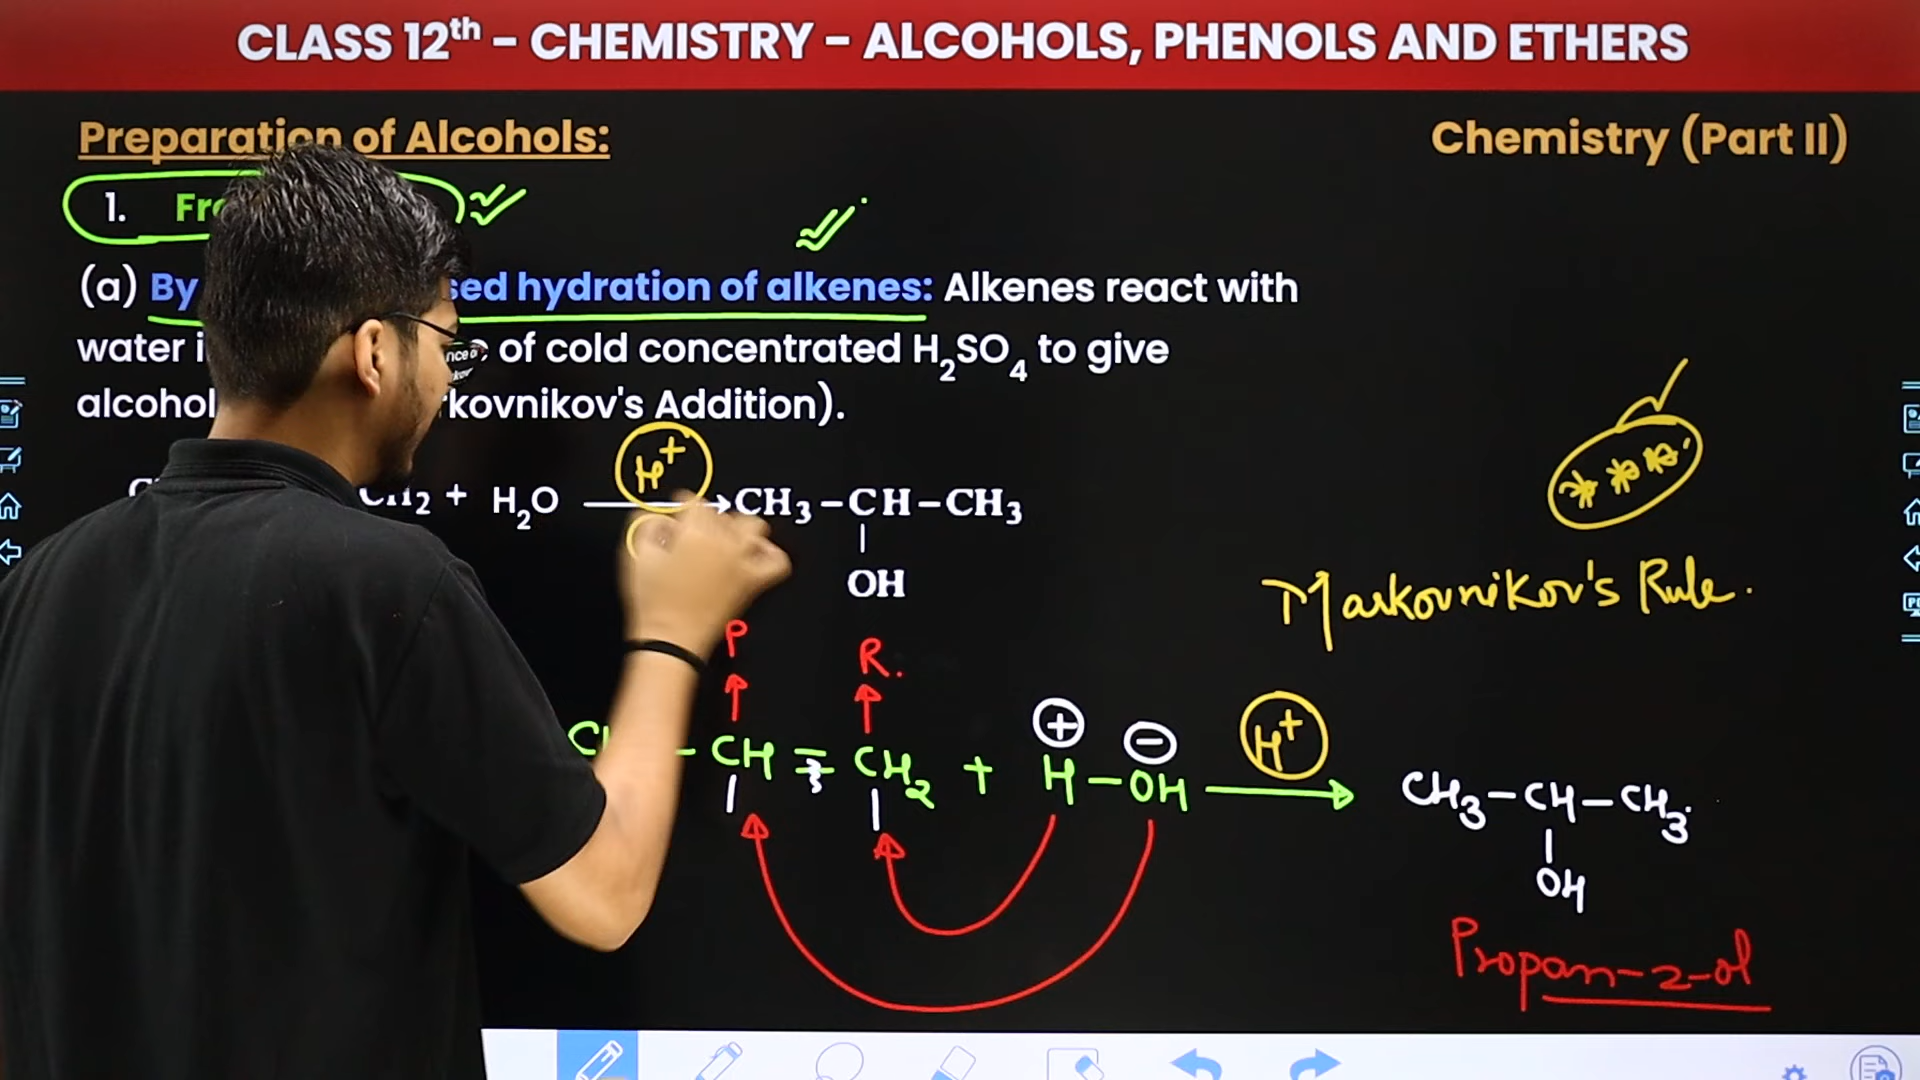 CLASS 12th – CHEMISTRY – ALCOHOLS, PHENOLS AND ETHERS
Preparation of Alcohols:
Chemistry (Part II)
1.
(a) By sed hydration of alkenes: Alkenes react with
water of cold concentrated H₂SO₄ to give
alcohol kovnikov's Addition).
H⁺
CH₂ + H₂O ⟶ CH₃–CH–CH₃
OH
Markovnikov's Rule.
P R.
⊕ ⊖ H⁺
CH = CH₂ + H–OH ⟶ CH₃–CH–CH₃
OH
Propan-2-ol